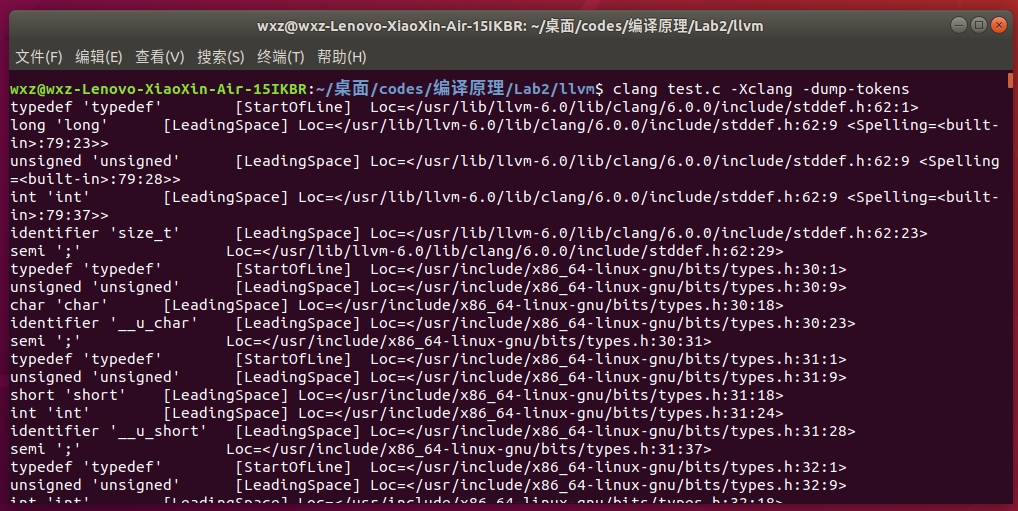 wxz@wxz-Lenovo-XiaoXin-Air-15IKBR: ~/桌面/codes/编译原理/Lab2/llvm
文件(F) 编辑(E) 查看(V) 搜索(S) 终端(T) 帮助(H)
wxz@wxz-Lenovo-XiaoXin-Air-15IKBR:~/桌面/codes/编译原理/Lab2/llvm$ clang test.c -Xclang -dump-tokens
typedef 'typedef'	 [StartOfLine]	Loc=</usr/lib/llvm-6.0/lib/clang/6.0.0/include/stddef.h:62:1>
long 'long'	 [LeadingSpace]	Loc=</usr/lib/llvm-6.0/lib/clang/6.0.0/include/stddef.h:62:9 <Spelling=<built-
in>:79:23>>
unsigned 'unsigned'	 [LeadingSpace]	Loc=</usr/lib/llvm-6.0/lib/clang/6.0.0/include/stddef.h:62:9 <Spelling
=<built-in>:79:28>>
int 'int'	 [LeadingSpace]	Loc=</usr/lib/llvm-6.0/lib/clang/6.0.0/include/stddef.h:62:9 <Spelling=<built-
in>:79:37>>
identifier 'size_t'	 [LeadingSpace]	Loc=</usr/lib/llvm-6.0/lib/clang/6.0.0/include/stddef.h:62:23>
semi ';'		Loc=</usr/lib/llvm-6.0/lib/clang/6.0.0/include/stddef.h:62:29>
typedef 'typedef'	 [StartOfLine]	Loc=</usr/include/x86_64-linux-gnu/bits/types.h:30:1>
unsigned 'unsigned'	 [LeadingSpace]	Loc=</usr/include/x86_64-linux-gnu/bits/types.h:30:9>
char 'char'	 [LeadingSpace]	Loc=</usr/include/x86_64-linux-gnu/bits/types.h:30:18>
identifier '__u_char'	 [LeadingSpace]	Loc=</usr/include/x86_64-linux-gnu/bits/types.h:30:23>
semi ';'		Loc=</usr/include/x86_64-linux-gnu/bits/types.h:30:31>
typedef 'typedef'	 [StartOfLine]	Loc=</usr/include/x86_64-linux-gnu/bits/types.h:31:1>
unsigned 'unsigned'	 [LeadingSpace]	Loc=</usr/include/x86_64-linux-gnu/bits/types.h:31:9>
short 'short'	 [LeadingSpace]	Loc=</usr/include/x86_64-linux-gnu/bits/types.h:31:18>
int 'int'	 [LeadingSpace]	Loc=</usr/include/x86_64-linux-gnu/bits/types.h:31:24>
identifier '__u_short'	 [LeadingSpace]	Loc=</usr/include/x86_64-linux-gnu/bits/types.h:31:28>
semi ';'		Loc=</usr/include/x86_64-linux-gnu/bits/types.h:31:37>
typedef 'typedef'	 [StartOfLine]	Loc=</usr/include/x86_64-linux-gnu/bits/types.h:32:1>
unsigned 'unsigned'	 [LeadingSpace]	Loc=</usr/include/x86_64-linux-gnu/bits/types.h:32:9>
int 'int'	 [LeadingSpace]	Loc=</usr/include/x86_64-linux-gnu/bits/types.h:32:18>